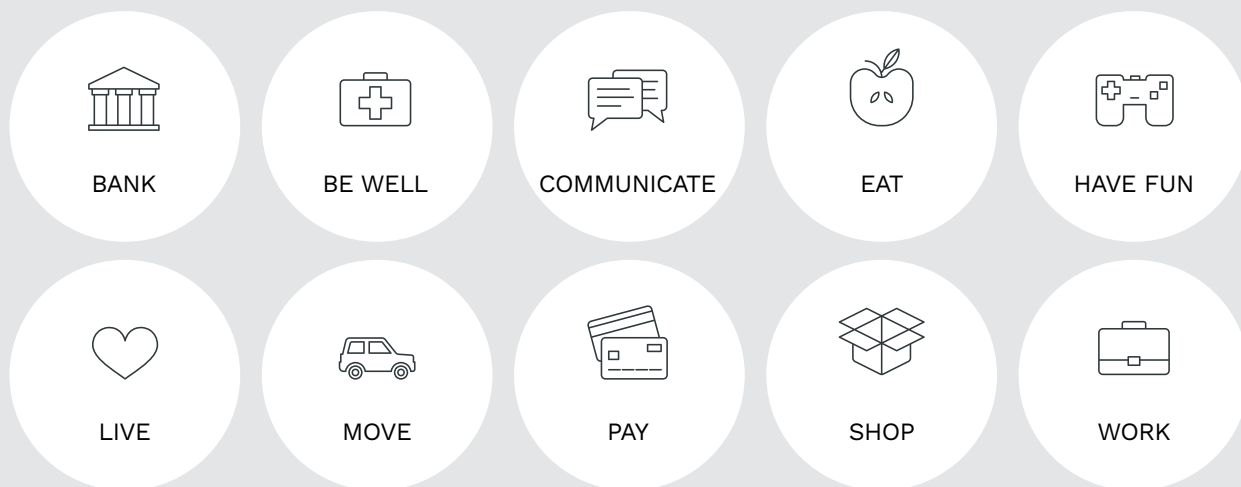 BANK
BE WELL
COMMUNICATE
EAT
HAVE FUN
LIVE
MOVE
PAY
SHOP
WORK